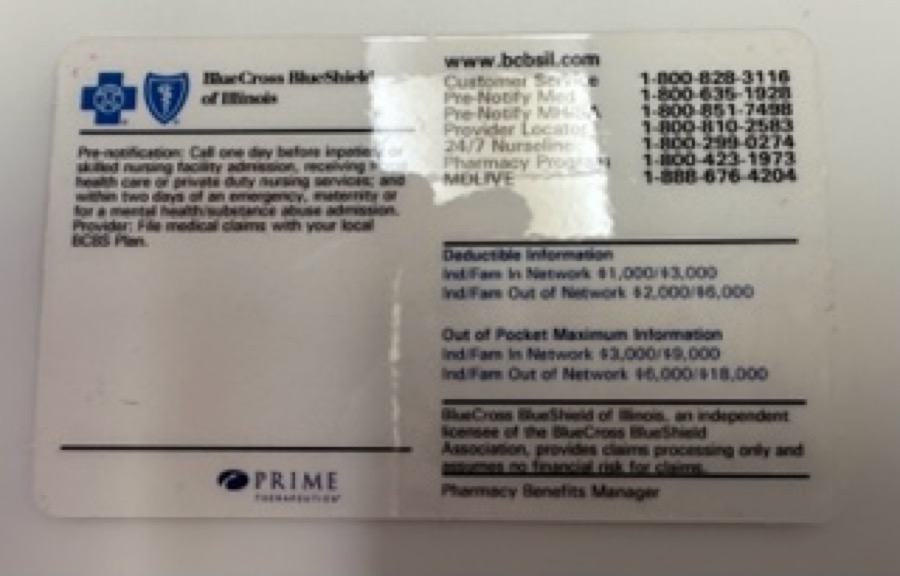 BlueCross BlueShield
of Illinois
Pre-notification: Call one day before inpatient or
skilled nursing facility admission, receiving
health care or private duty nursing services; and
within two days of an emergency, maternity or
for a mental health/substance abuse admission.
Provider: File medical claims with your local
BCBS Plan.
PRIME
THERAPEUTICS
www.bcbsil.com
Customer Service 1-800-828-3116
Pre-Notify Med 1-800-635-1928
Pre-Notify MH/SA 1-800-851-7498
Provider Locator 1-800-810-2583
24/7 Nurseline 1-800-299-0274
Pharmacy Program 1-800-423-1973
MDLIVE 1-888-676-4204
Deductible Information
Ind/Fam In Network $1,000/$3,000
Ind/Fam Out of Network $2,000/$6,000
Out of Pocket Maximum Information
Ind/Fam In Network $3,000/$9,000
Ind/Fam Out of Network $6,000/$18,000
BlueCross BlueShield of Illinois, an independent
licensee of the BlueCross BlueShield
Association, provides claims processing only and
assumes no financial risk for claims.
Pharmacy Benefits Manager